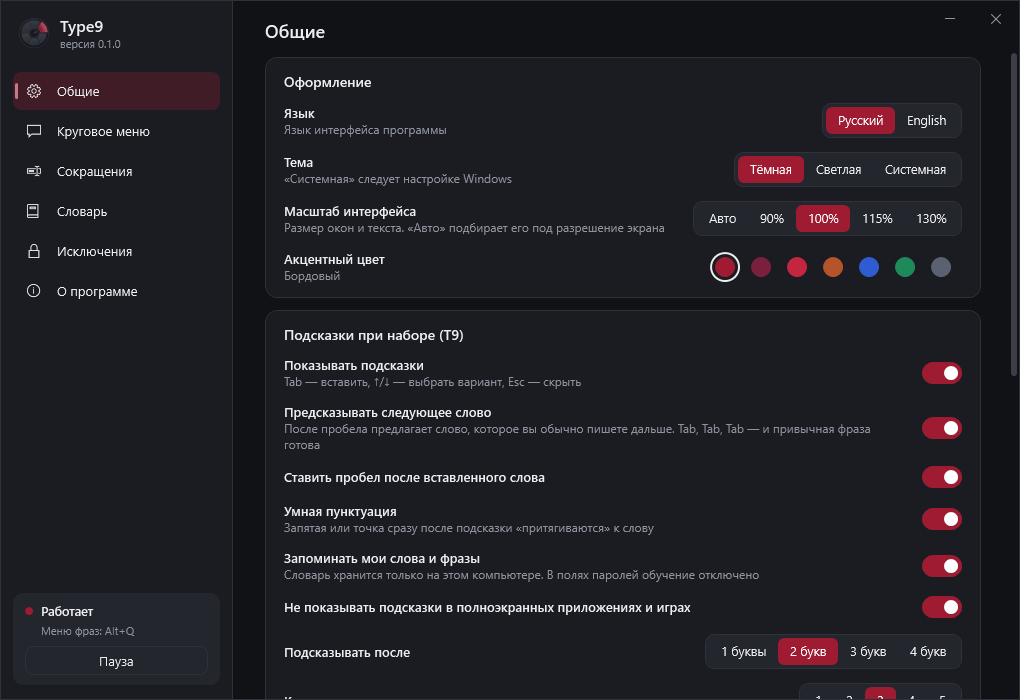 Type9
версия 0.1.0
Общие
Круговое меню
Сокращения
Словарь
Исключения
О программе
Работает
Меню фраз: Alt+Q
Пауза
Общие
Оформление
Язык
Язык интерфейса программы
Русский English
Тема
«Системная» следует настройке Windows
Тёмная Светлая Системная
Масштаб интерфейса
Размер окон и текста. «Авто» подбирает его под разрешение экрана
Авто 90% 100% 115% 130%
Акцентный цвет
Бордовый
Подсказки при наборе (Т9)
Показывать подсказки
Tab — вставить, ↑/↓ — выбрать вариант, Esc — скрыть
Предсказывать следующее слово
После пробела предлагает слово, которое вы обычно пишете дальше. Tab, Tab, Tab — и привычная фраза
готова
Ставить пробел после вставленного слова
Умная пунктуация
Запятая или точка сразу после подсказки «притягиваются» к слову
Запоминать мои слова и фразы
Словарь хранится только на этом компьютере. В полях паролей обучение отключено
Не показывать подсказки в полноэкранных приложениях и играх
Подсказывать после
1 буквы 2 букв 3 букв 4 букв